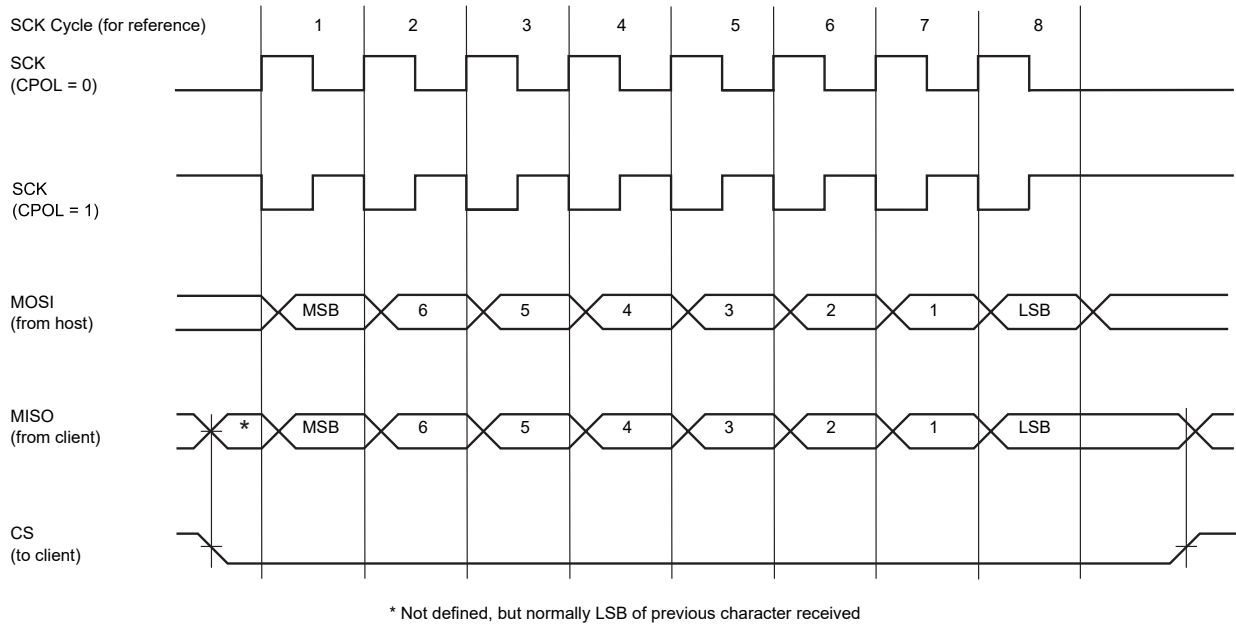 SCK Cycle (for reference) 1 2 3 4 5 6 7 8
SCK
(CPOL = 0)
SCK
(CPOL = 1)
MOSI
(from host)
MSB 6 5 4 3 2 1 LSB
MISO
(from client)
* MSB 6 5 4 3 2 1 LSB
CS
(to client)
* Not defined, but normally LSB of previous character received